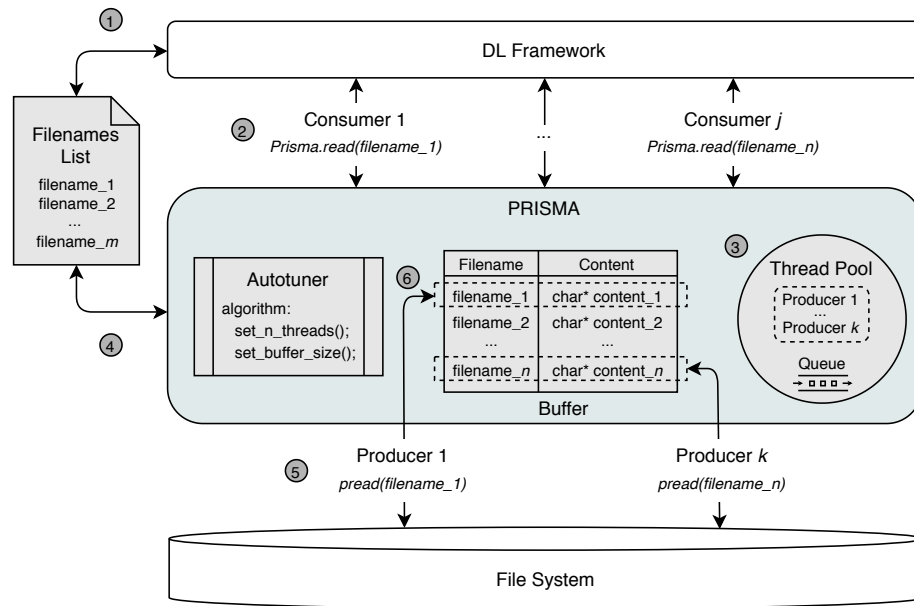 1
DL Framework
Filenames
List
filename_1
filename_2
...
filename_m
2
Consumer 1
Prisma.read(filename_1)
...
Consumer j
Prisma.read(filename_n)
PRISMA
4
Autotuner
algorithm:
set_n_threads();
set_buffer_size();
6
Filename Content
filename_1 char* content_1
filename_2 char* content_2
... ...
filename_n char* content_n
Buffer
3
Thread Pool
Producer 1
...
Producer k
Queue
5
Producer 1
pread(filename_1)
Producer k
pread(filename_n)
File System